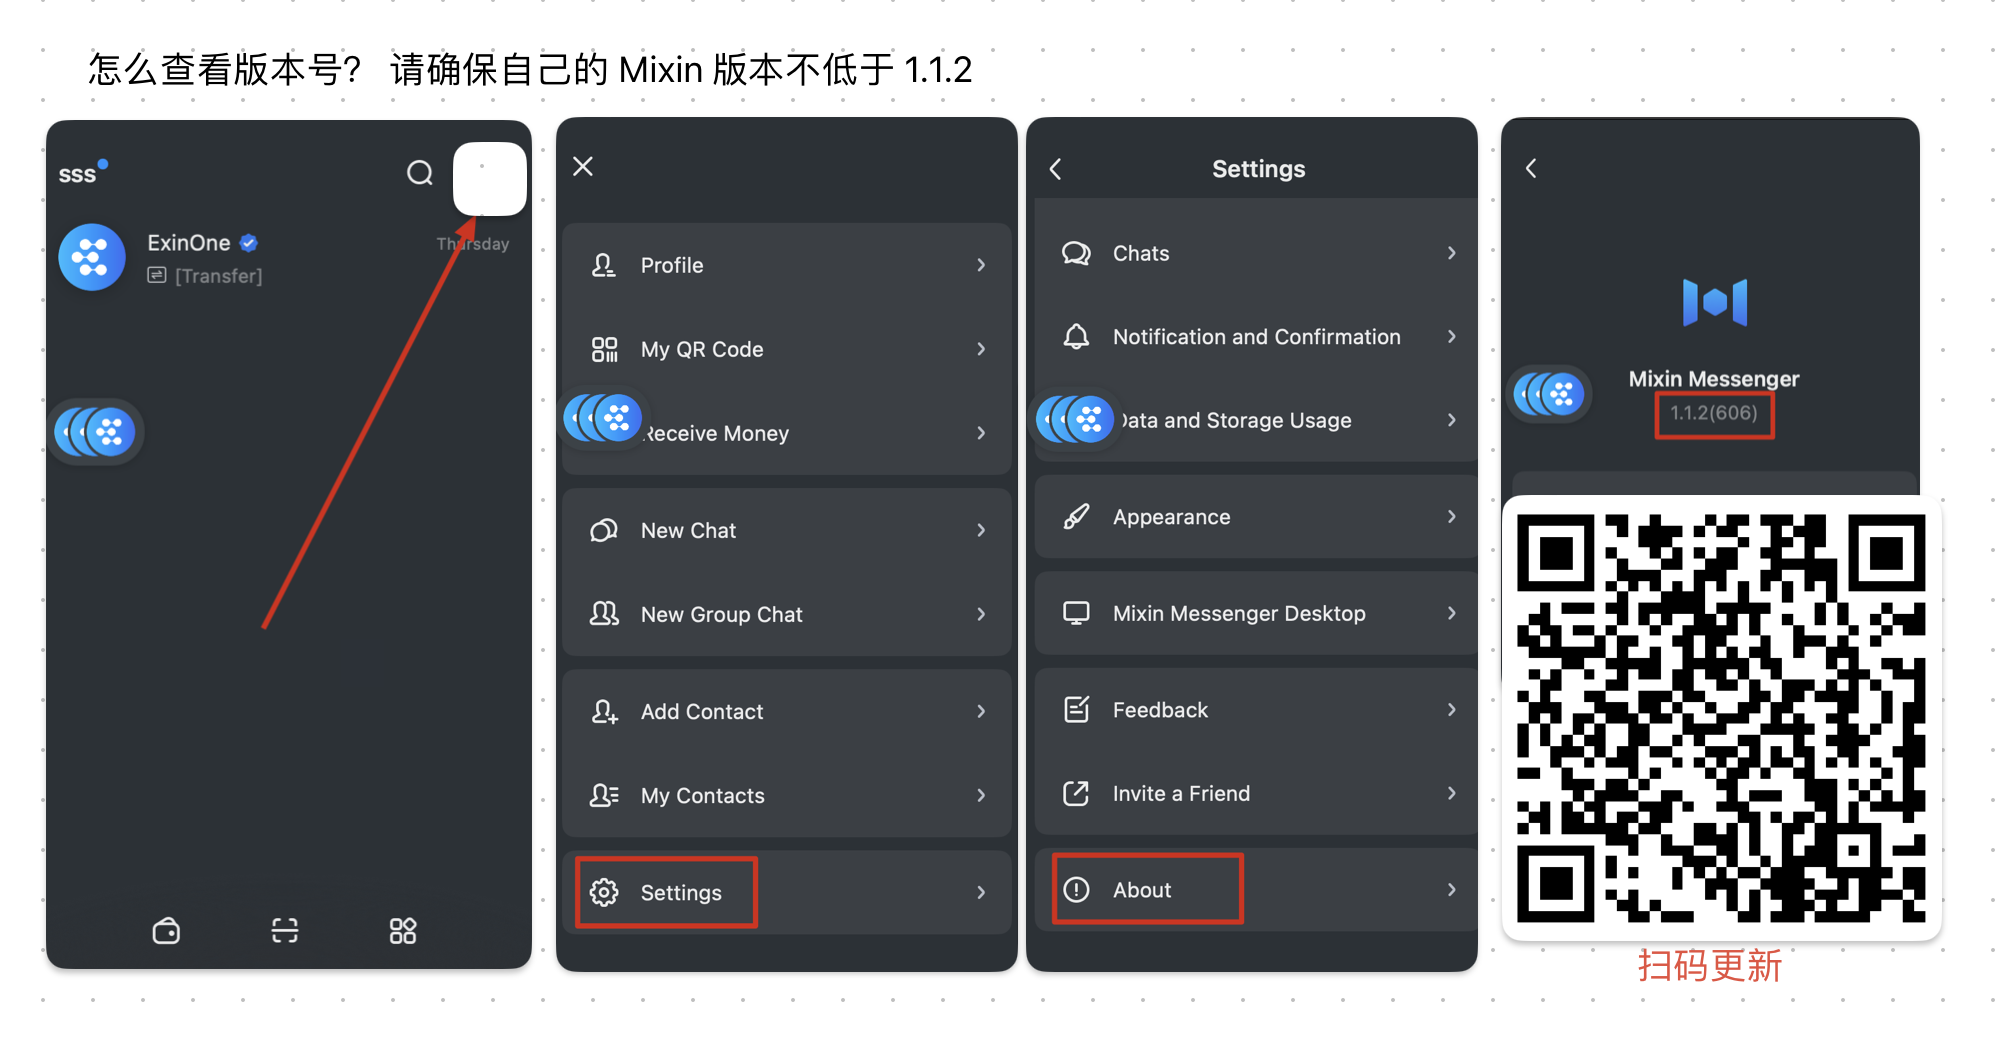 怎么查看版本号？ 请确保自己的 Mixin 版本不低于 1.1.2
sss
ExinOne
Thursday
[Transfer]
Profile
My QR Code
Receive Money
New Chat
New Group Chat
Add Contact
My Contacts
Settings
Settings
Chats
Notification and Confirmation
Data and Storage Usage
Appearance
Mixin Messenger Desktop
Feedback
Invite a Friend
About
Mixin Messenger
1.1.2(606)
扫码更新